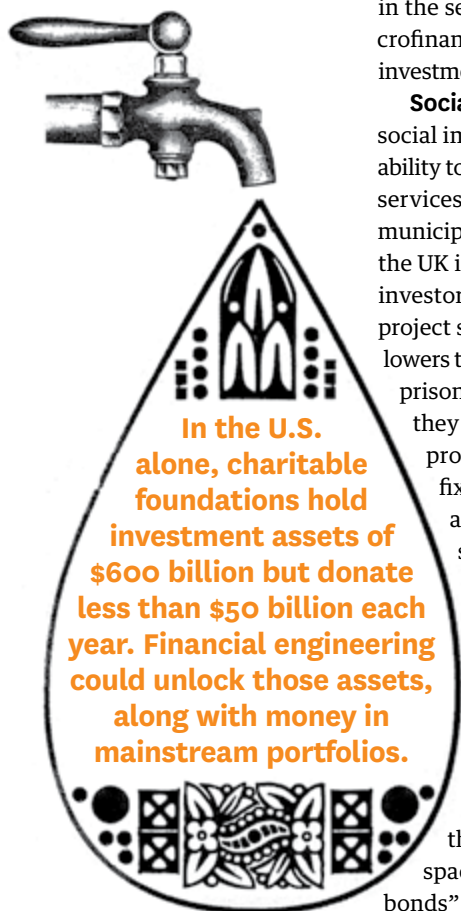 In the U.S.
alone, charitable
foundations hold
investment assets of
$600 billion but donate
less than $50 billion each
year. Financial engineering
could unlock those assets,
along with money in
mainstream portfolios.
in the se
crofinan
investme
Socia
social in
ability to
services
municip
the UK i
investor
project s
lowers t
prison
they
pro
fix
a
s
th
spac
bonds”